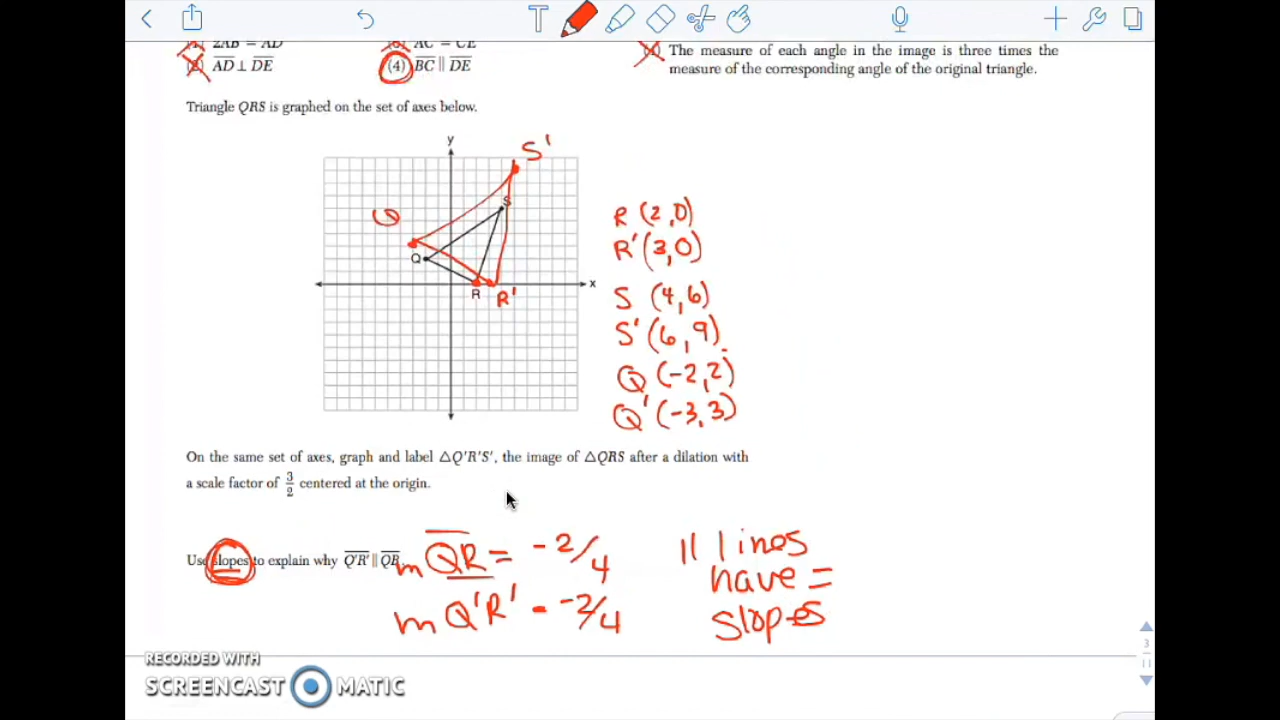 ∠AB = AD
AC = CE
AD ⊥ DE
(4) BC ∥ DE
The measure of each angle in the image is three times the
measure of the corresponding angle of the original triangle.
Triangle QRS is graphed on the set of axes below.
y
S'
S
Q
Q
x
R
R'
R (2,0)
R' (3,0)
S (4,6)
S' (6,9)
Q (-2,2)
Q' (-3,3)
On the same set of axes, graph and label △Q'R'S', the image of △QRS after a dilation with
a scale factor of 3/2 centered at the origin.
Use slopes to explain why Q'R' ∥ QR.
m QR = -2/4
m Q'R' = -2/4
|| lines
have =
slopes
3
11
RECORDED WITH
SCREENCAST MATIC
T